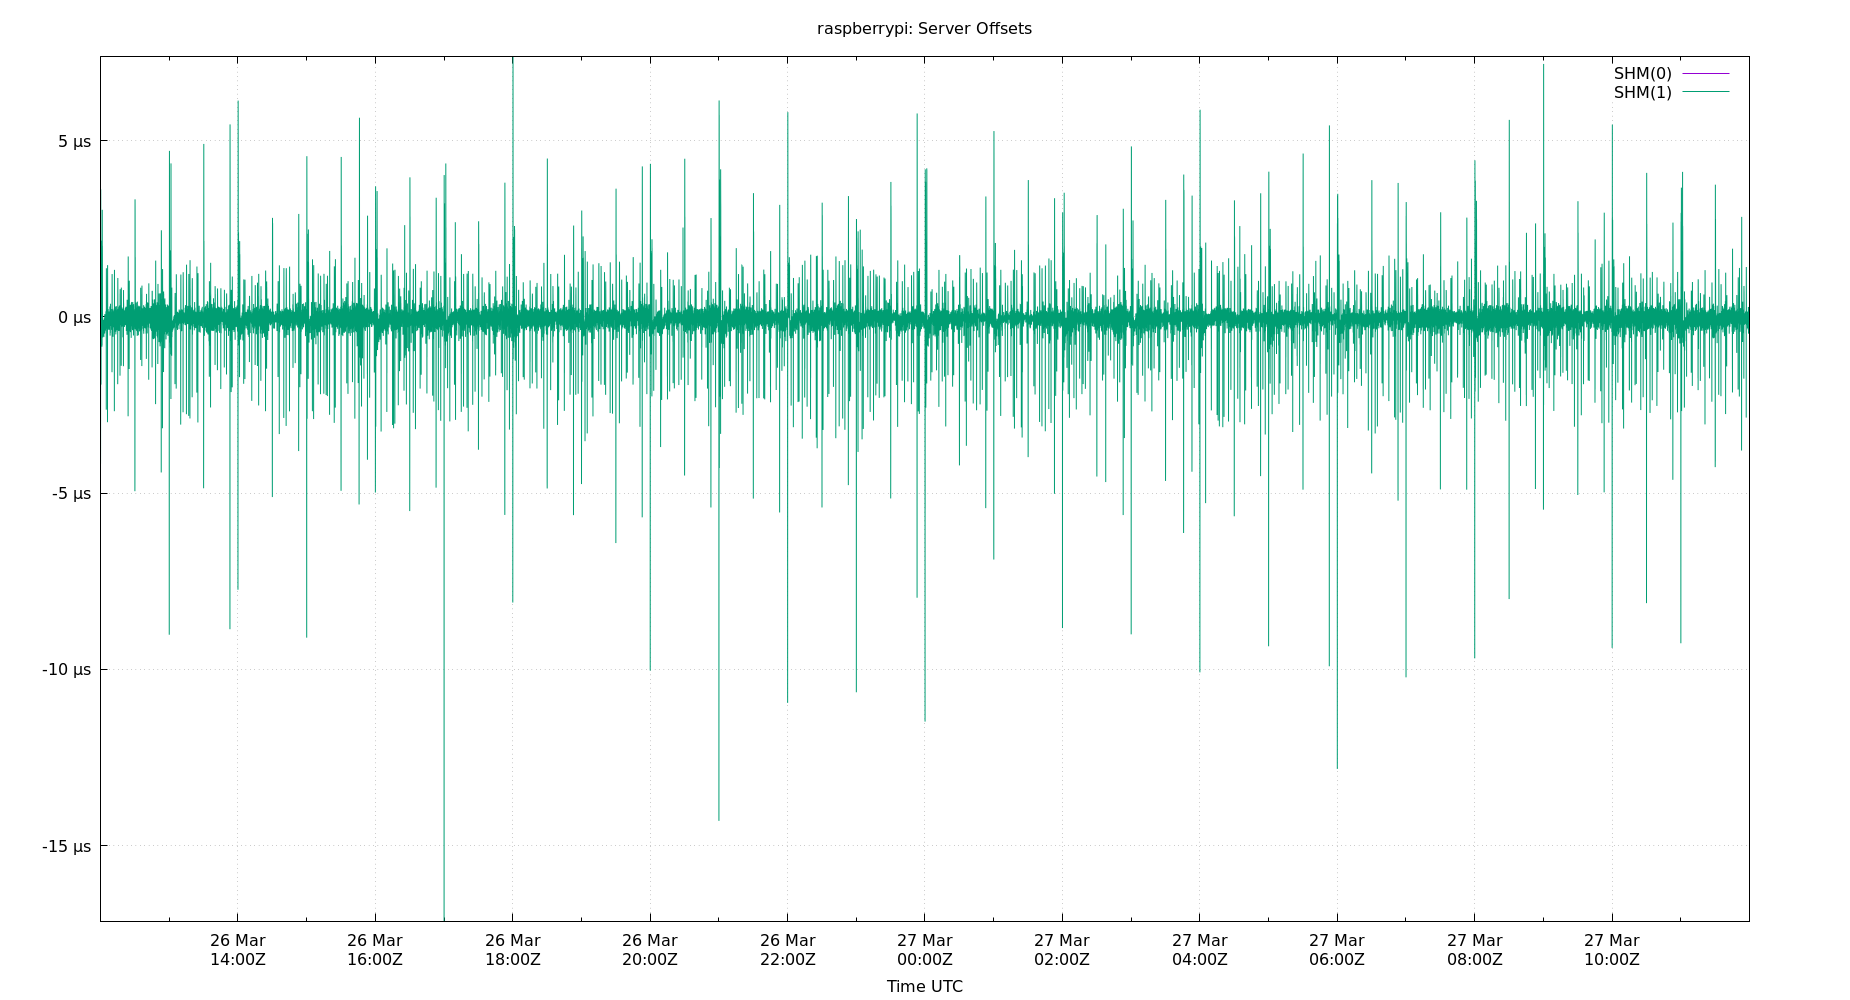 raspberrypi: Server Offsets
SHM(0)
SHM(1)
5 µs
0 µs
-5 µs
-10 µs
-15 µs
26 Mar 26 Mar 26 Mar 26 Mar 26 Mar 27 Mar 27 Mar 27 Mar 27 Mar 27 Mar 27 Mar
14:00Z 16:00Z 18:00Z 20:00Z 22:00Z 00:00Z 02:00Z 04:00Z 06:00Z 08:00Z 10:00Z
Time UTC